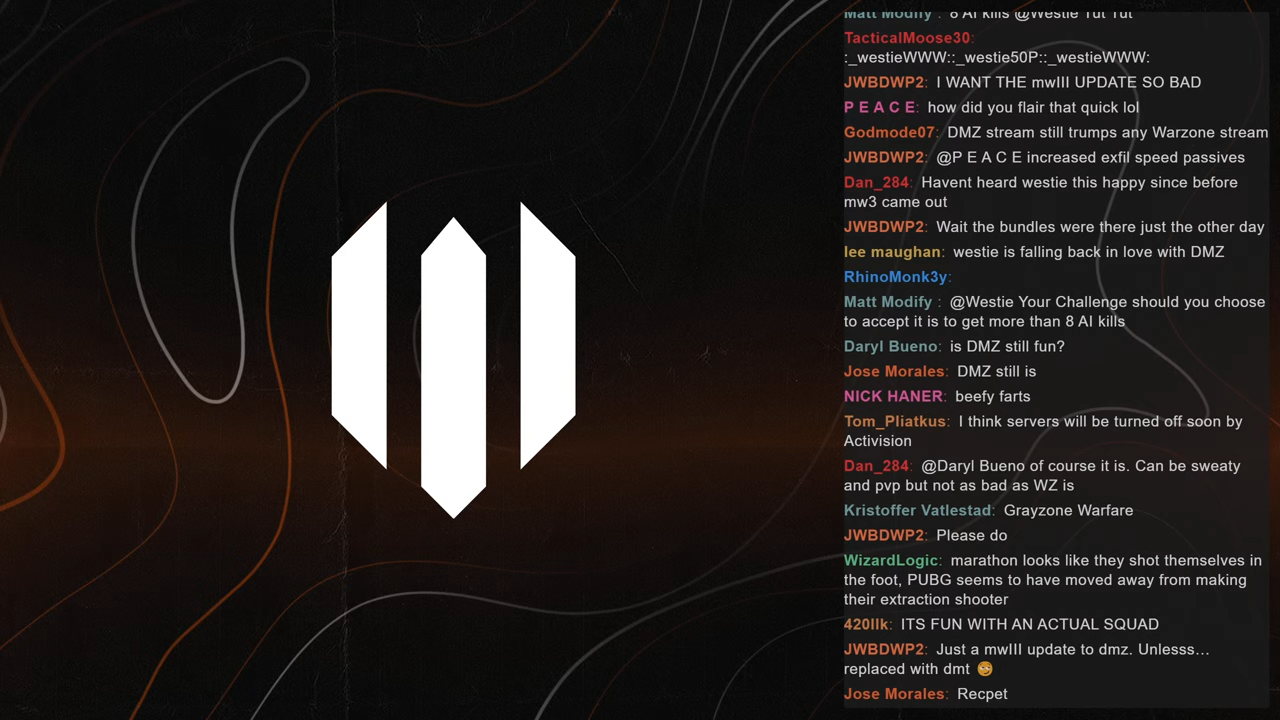 Matt Modify : 8 AI kills @Westie Tut Tut
TacticalMoose30:
:_westieWWW::_westie50P::_westieWWW:
JWBDWP2: I WANT THE mwIII UPDATE SO BAD
P E A C E: how did you flair that quick lol
Godmode07: DMZ stream still trumps any Warzone stream
JWBDWP2: @P E A C E increased exfil speed passives
Dan_284: Havent heard westie this happy since before
mw3 came out
JWBDWP2: Wait the bundles were there just the other day
lee maughan: westie is falling back in love with DMZ
RhinoMonk3y:
Matt Modify : @Westie Your Challenge should you choose
to accept it is to get more than 8 AI kills
Daryl Bueno: is DMZ still fun?
Jose Morales: DMZ still is
NICK HANER: beefy farts
Tom_Pliatkus: I think servers will be turned off soon by
Activision
Dan_284: @Daryl Bueno of course it is. Can be sweaty
and pvp but not as bad as WZ is
Kristoffer Vatlestad: Grayzone Warfare
JWBDWP2: Please do
WizardLogic: marathon looks like they shot themselves in
the foot, PUBG seems to have moved away from making
their extraction shooter
420llk: ITS FUN WITH AN ACTUAL SQUAD
JWBDWP2: Just a mwIII update to dmz. Unlesss…
replaced with dmt
Jose Morales: Recpet